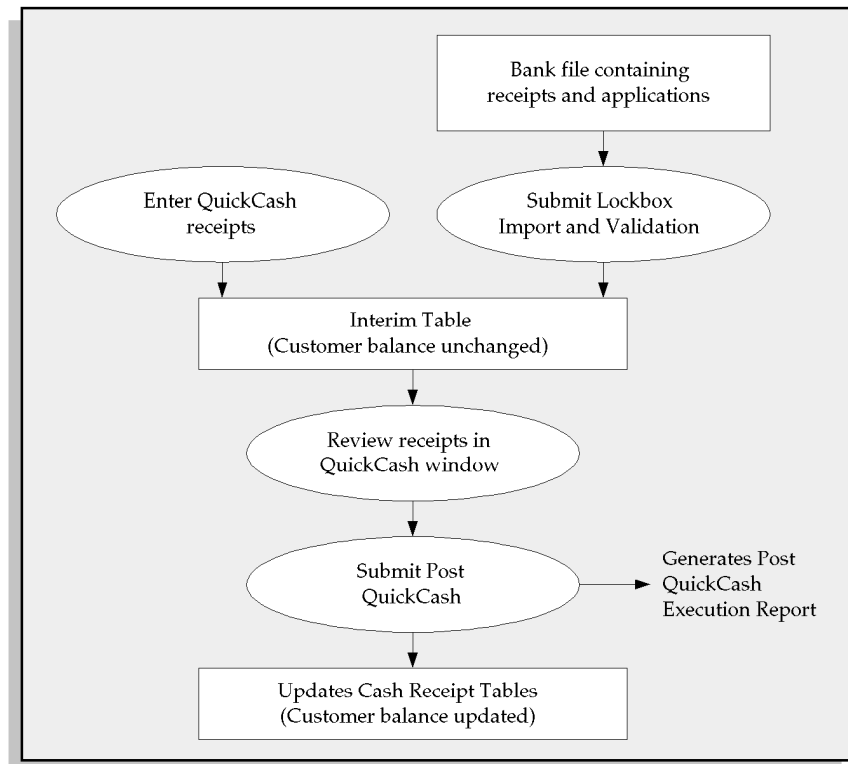 Bank file containing
receipts and applications
Enter QuickCash
receipts
Submit Lockbox
Import and Validation
Interim Table
(Customer balance unchanged)
Review receipts in
QuickCash window
Submit Post
QuickCash
Generates Post
QuickCash
Execution Report
Updates Cash Receipt Tables
(Customer balance updated)